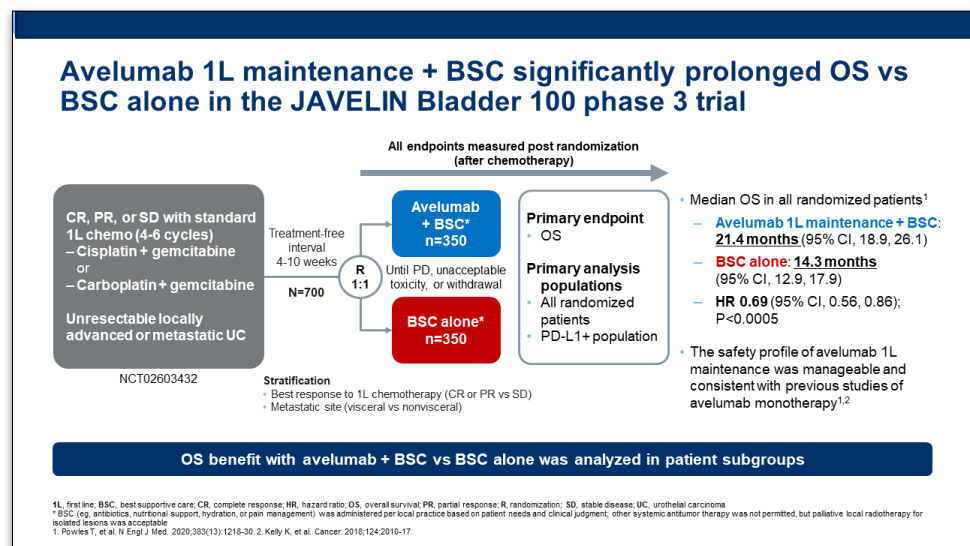 Avelumab 1L maintenance + BSC significantly prolonged OS vs
BSC alone in the JAVELIN Bladder 100 phase 3 trial
All endpoints measured post randomization
(after chemotherapy)
CR, PR, or SD with standard
1L chemo (4-6 cycles)
– Cisplatin + gemcitabine
or
– Carboplatin + gemcitabine
Unresectable locally
advanced or metastatic UC
NCT02603432
Treatment-free
interval
4-10 weeks
N=700
R
1:1
Avelumab
+ BSC*
n=350
Until PD, unacceptable
toxicity, or withdrawal
BSC alone*
n=350
Stratification
• Best response to 1L chemotherapy (CR or PR vs SD)
• Metastatic site (visceral vs nonvisceral)
Primary endpoint
• OS
Primary analysis
populations
• All randomized
patients
• PD-L1+ population
• Median OS in all randomized patients1
– Avelumab 1L maintenance + BSC:
21.4 months (95% CI, 18.9, 26.1)
– BSC alone: 14.3 months
(95% CI, 12.9, 17.9)
– HR 0.69 (95% CI, 0.56, 0.86);
P<0.0005
• The safety profile of avelumab 1L
maintenance was manageable and
consistent with previous studies of
avelumab monotherapy1,2
OS benefit with avelumab + BSC vs BSC alone was analyzed in patient subgroups
1L, first line; BSC, best supportive care; CR, complete response; HR, hazard ratio; OS, overall survival; PR, partial response; R, randomization; SD, stable disease; UC, urothelial carcinoma
* BSC (eg, antibiotics, nutritional support, hydration, or pain management) was administered per local practice based on patient needs and clinical judgment; other systemic antitumor therapy was not permitted, but palliative local radiotherapy for
isolated lesions was acceptable
1. Powles T, et al. N Engl J Med. 2020;383(13):1218-30. 2. Kelly K, et al. Cancer. 2018;124:2010-17.